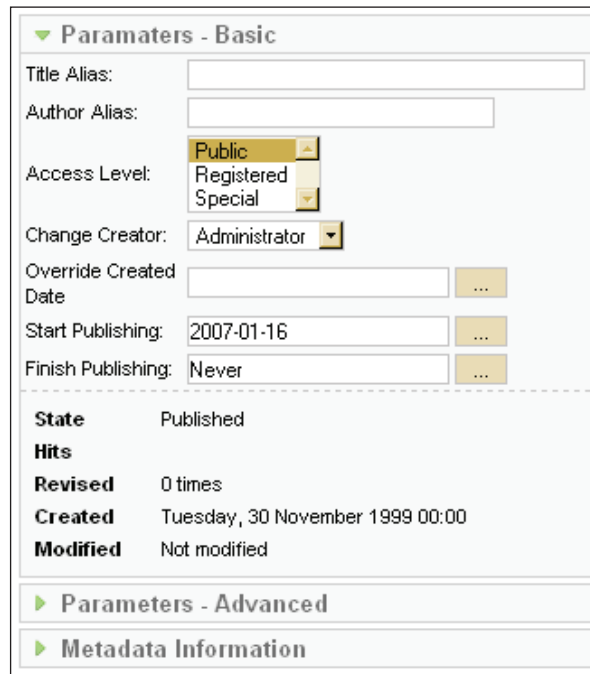 Paramaters - Basic
Title Alias:
Author Alias:
Access Level:
Public
Registered
Special
Change Creator: Administrator
Override Created
Date
...
Start Publishing: 2007-01-16 ...
Finish Publishing: Never ...
State Published
Hits
Revised 0 times
Created Tuesday, 30 November 1999 00:00
Modified Not modified
Parameters - Advanced
Metadata Information